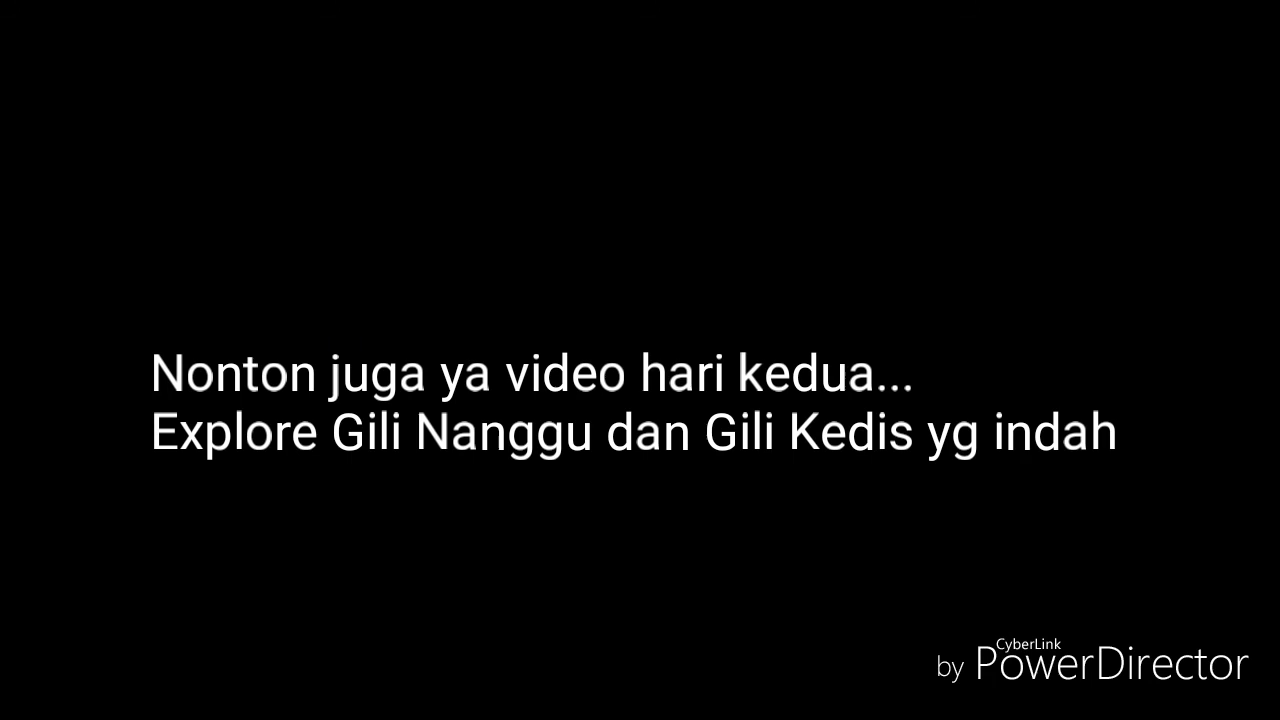 Nonton juga ya video hari kedua...
Explore Gili Nanggu dan Gili Kedis yg indah
CyberLink
by PowerDirector